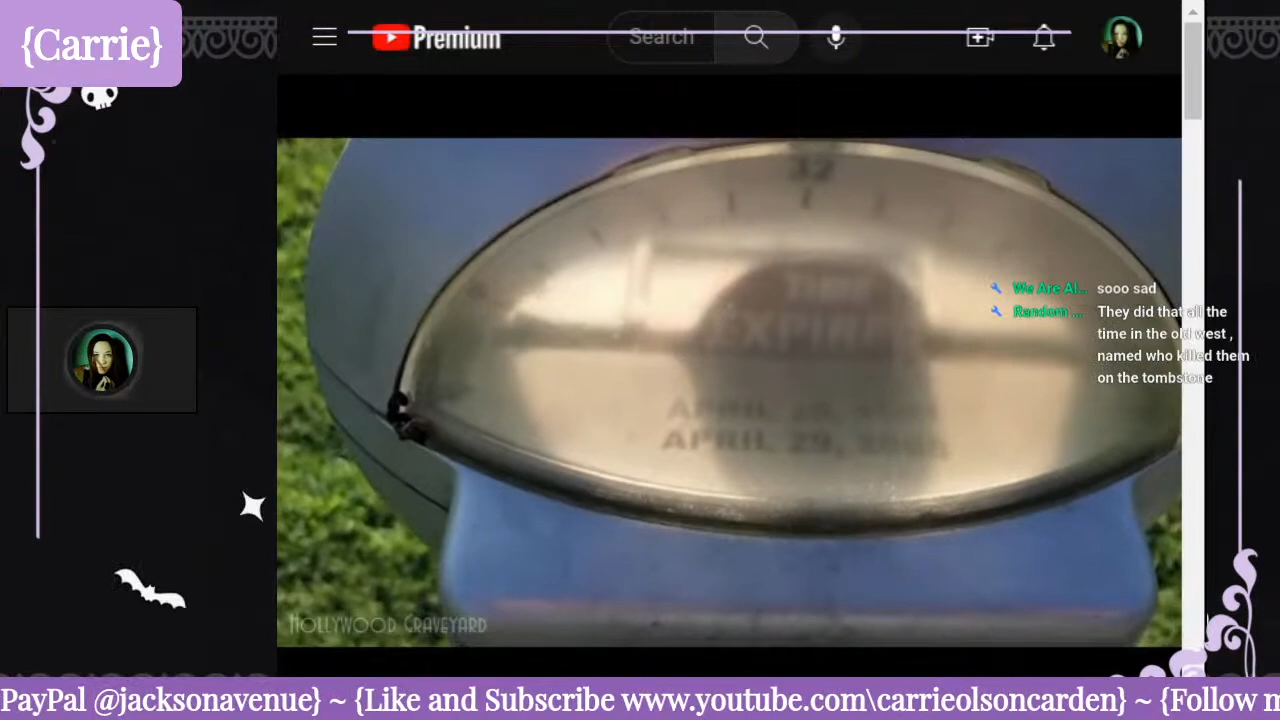 {Carrie}
Premium
Search
32
TIME
EXPIRED
APRIL 29,
We Are Al... sooo sad
Random ... They did that all the
time in the old west ,
named who killed them
on the tombstone
HOLLYWOOD GRAVEYARD
PayPal @jacksonavenue} ~ {Like and Subscribe www.youtube.com\carrieolsoncarden} ~ {Follow m